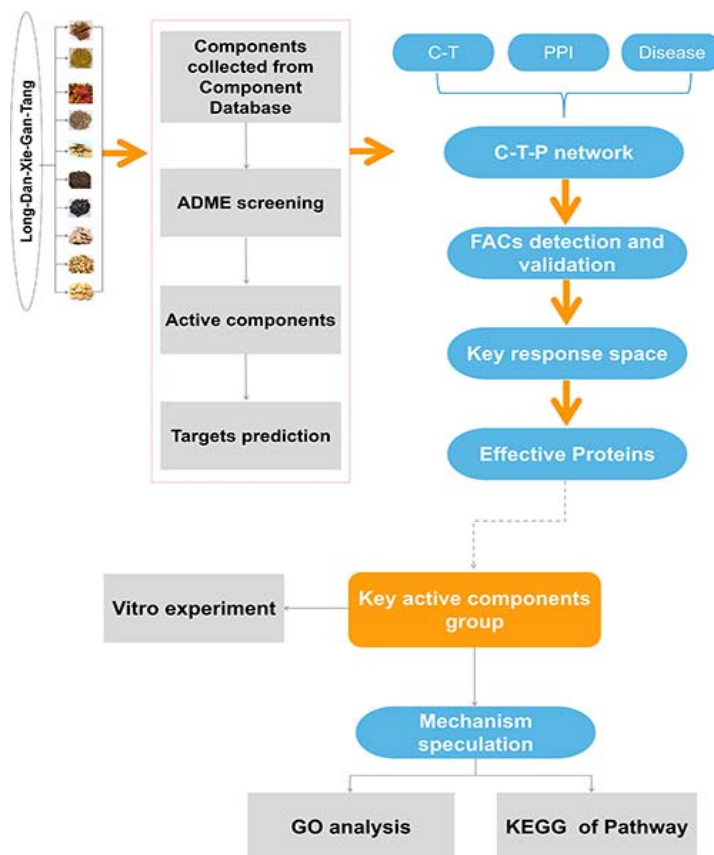 Long-Dan-Xie-Gan-Tang
Components
collected from
Component
Database
ADME screening
Active components
Targets prediction
C-T
PPI
Disease
C-T-P network
FACs detection and
validation
Key response space
Effective Proteins
Key active components
group
Vitro experiment
Mechanism
speculation
GO analysis
KEGG of Pathway